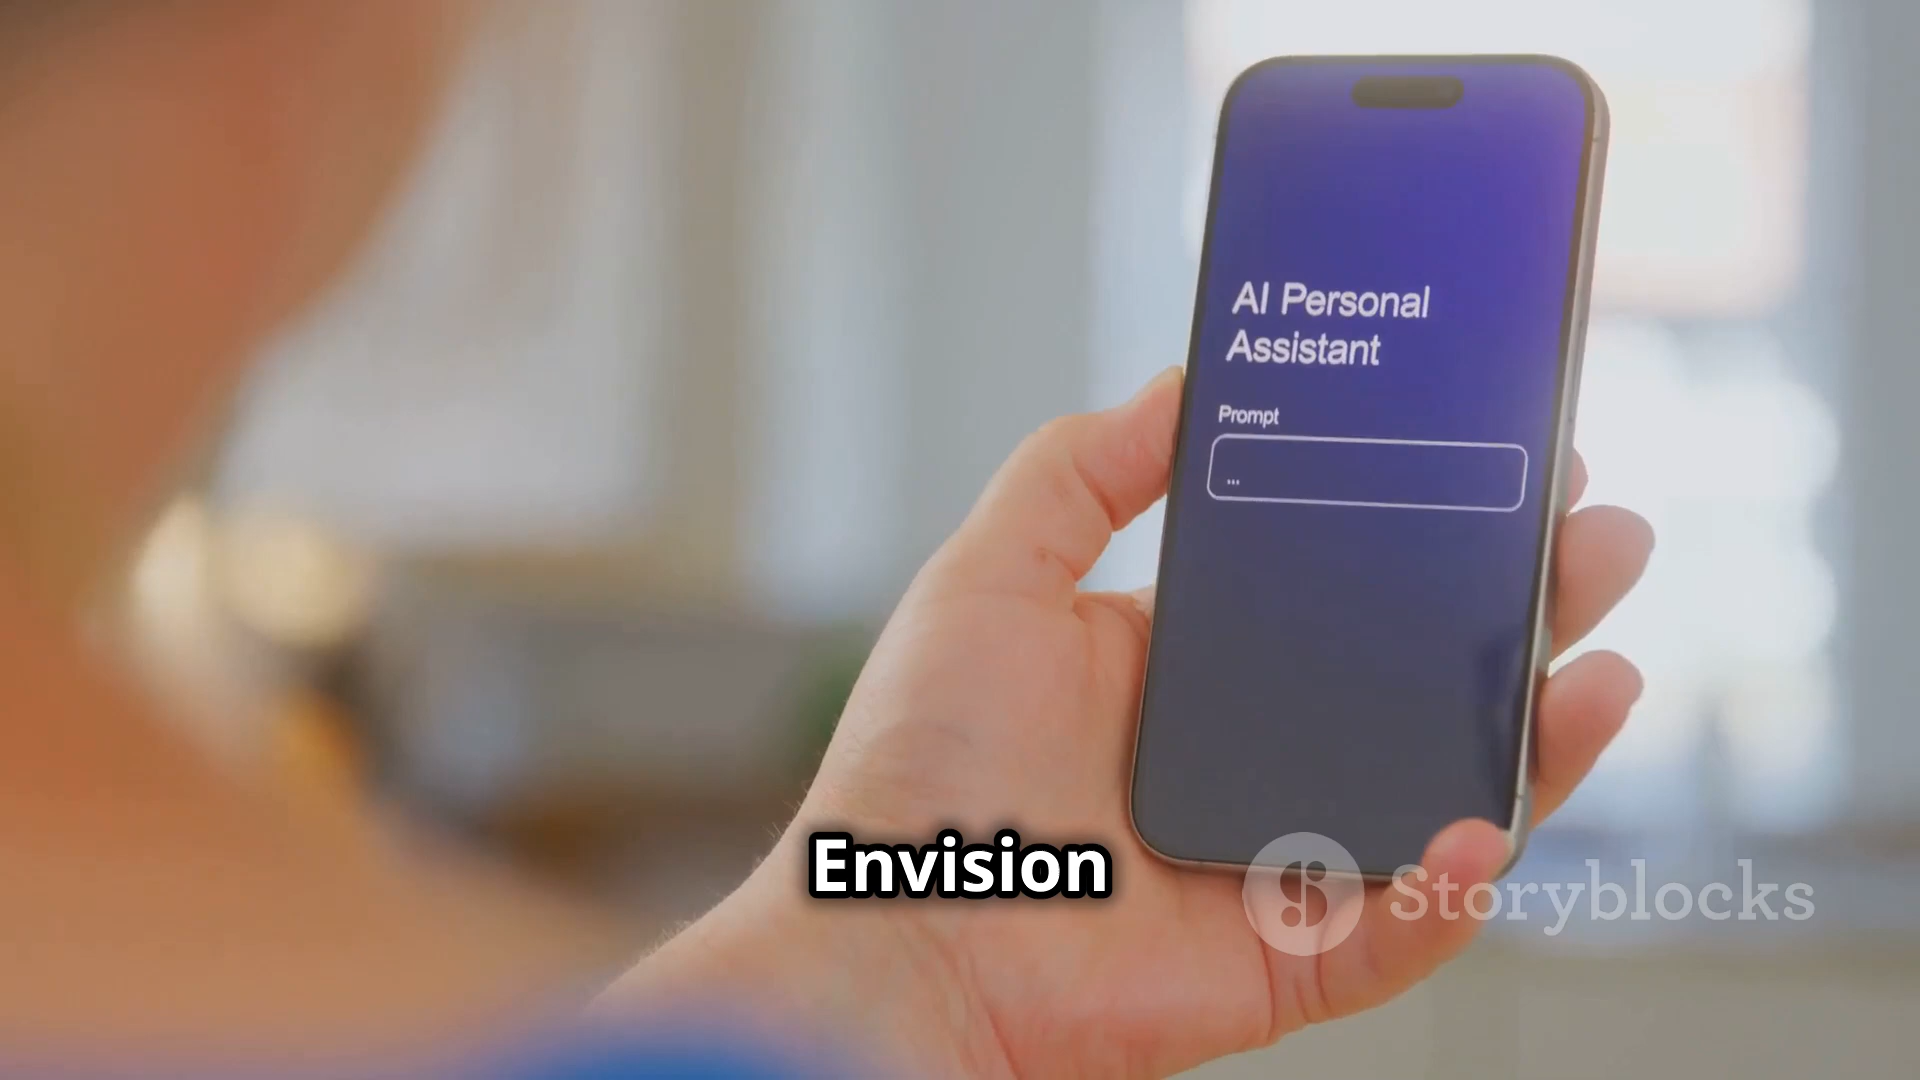 AI Personal
Assistant
Prompt
...
Envision
Storyblocks